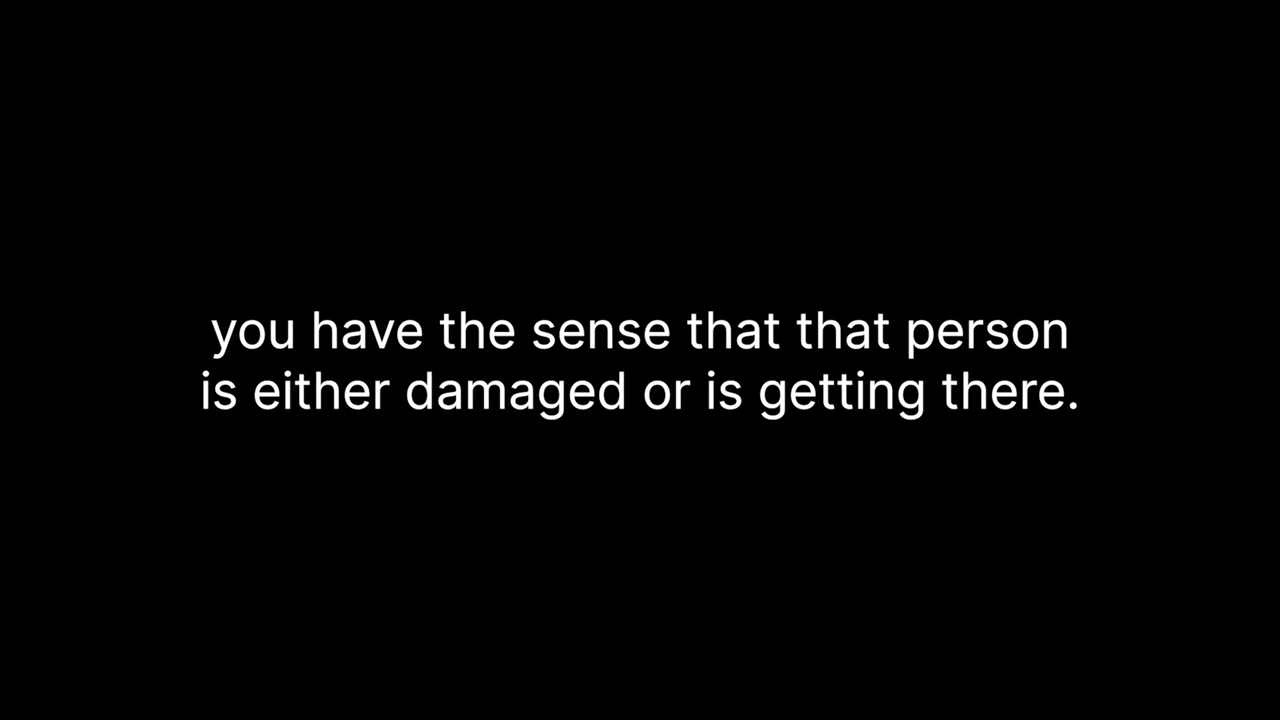 you have the sense that that person
is either damaged or is getting there.